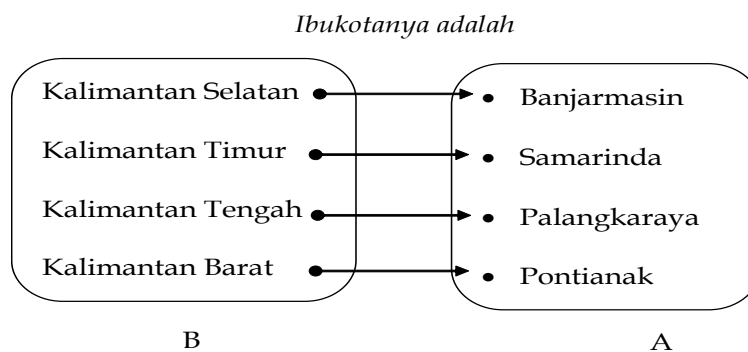 Ibukotanya adalah
Kalimantan Selatan
Banjarmasin
Kalimantan Timur
Samarinda
Kalimantan Tengah
Palangkaraya
Kalimantan Barat
Pontianak
B
A